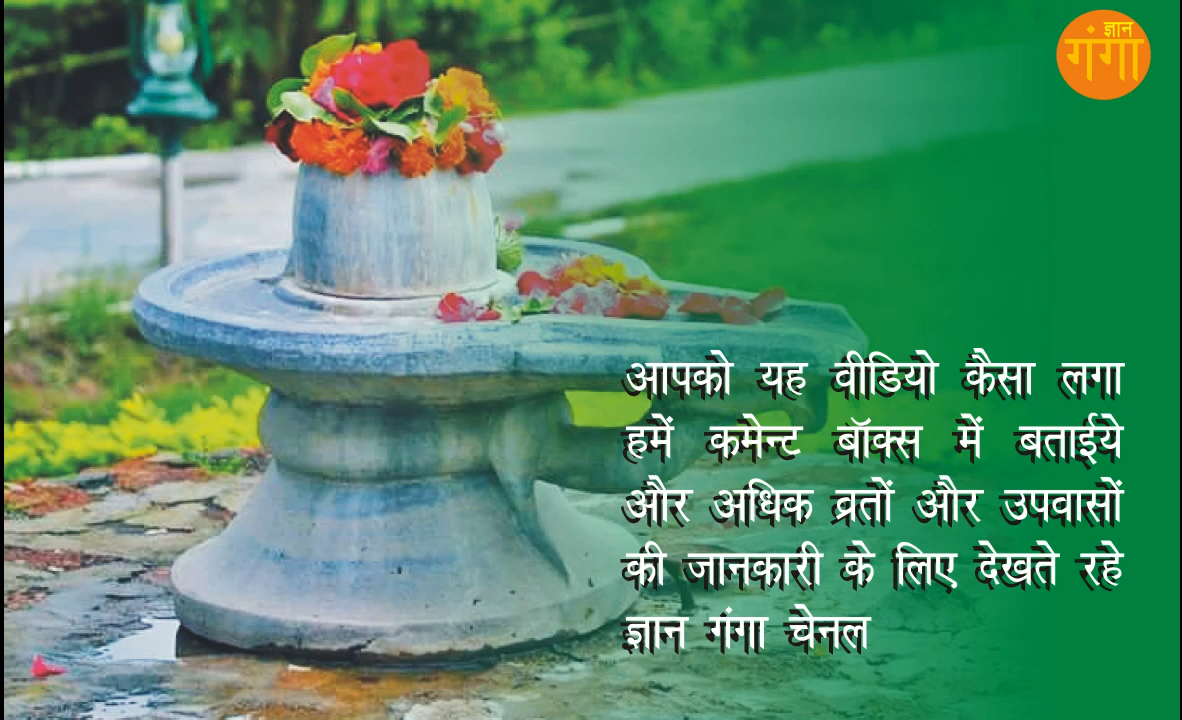 ज्ञान
गंगा
आपको यह वीडियो कैसा लगा
हमें कमेन्ट बॉक्स में बताईये
और अधिक व्रतों और उपवासों
की जानकारी के लिए देखते रहे
ज्ञान गंगा चेनल